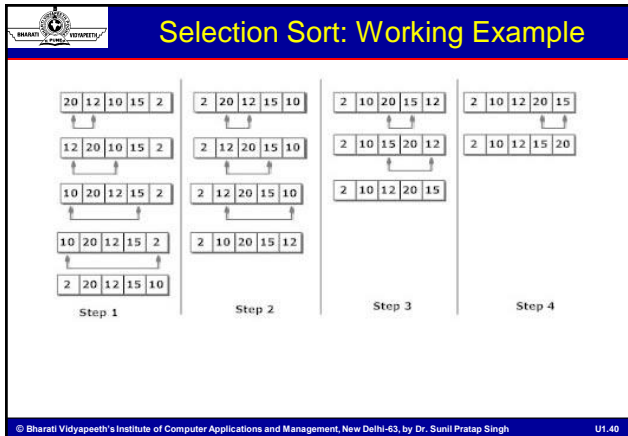 BHARATI VIDYAPEETH
PUNE
Selection Sort: Working Example
20 12 10 15 2
12 20 10 15 2
10 20 12 15 2
10 20 12 15 2
2 20 12 15 10
Step 1
2 20 12 15 10
2 12 20 15 10
2 12 20 15 10
2 10 20 15 12
Step 2
2 10 20 15 12
2 10 15 20 12
2 10 12 20 15
Step 3
2 10 12 20 15
2 10 12 15 20
Step 4
© Bharati Vidyapeeth's Institute of Computer Applications and Management, New Delhi-63, by Dr. Sunil Pratap Singh U1.40